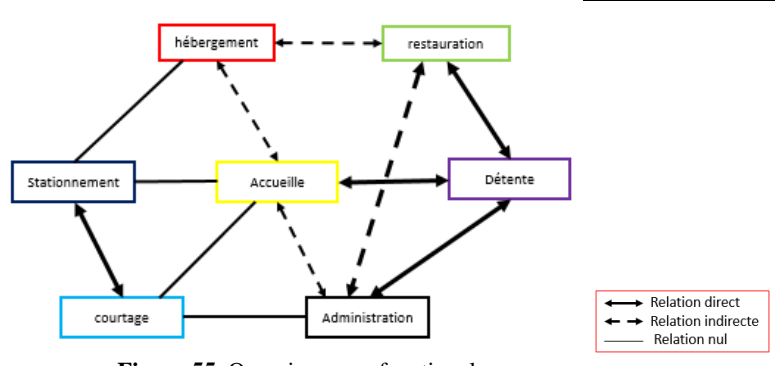 hébergement
restauration
Stationnement
Accueille
Détente
courtage
Administration
Relation direct
Relation indirecte
Relation nul